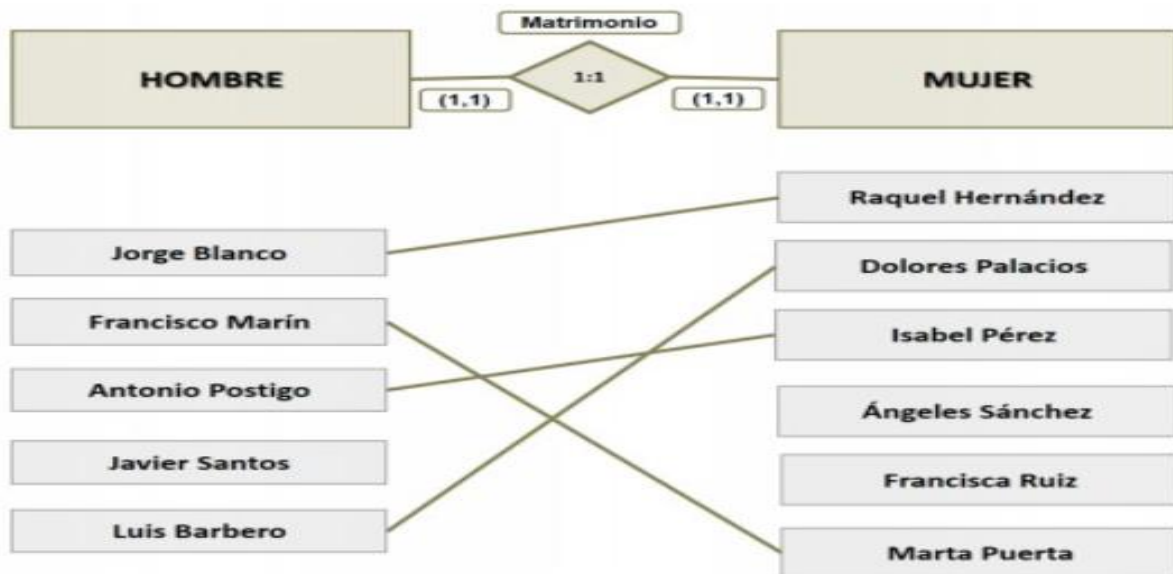 Matrimonio
HOMBRE
1:1
MUJER
(1,1)
(1,1)
Raquel Hernández
Jorge Blanco
Dolores Palacios
Francisco Marín
Isabel Pérez
Antonio Postigo
Ángeles Sánchez
Javier Santos
Francisca Ruiz
Luis Barbero
Marta Puerta